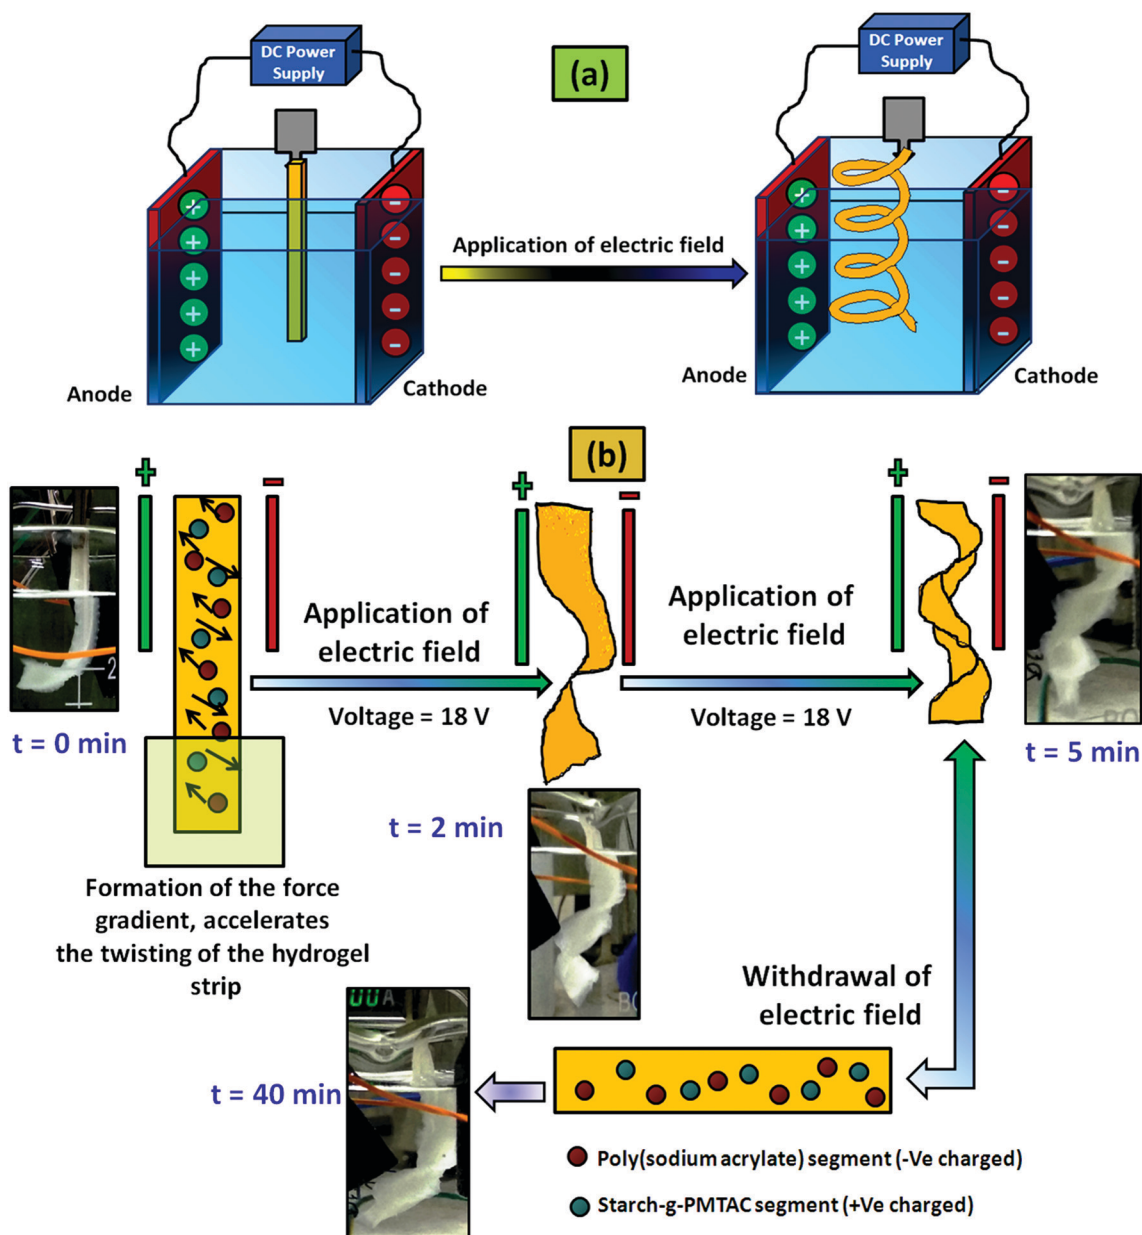 DC Power
Supply
(a)
DC Power
Supply
+
+
+
+
+
-
-
-
-
-
Anode
Cathode
Application of electric field
+
+
+
+
+
-
-
-
-
-
Anode
Cathode
(b)
+
-
+
-
+
-
2
Application of
electric field
Voltage = 18 V
Application of
electric field
Voltage = 18 V
t = 0 min
t = 2 min
t = 5 min
Formation of the force
gradient, accelerates
the twisting of the hydrogel
strip
Withdrawal of
electric field
A
t = 40 min
Poly(sodium acrylate) segment (-Ve charged)
Starch-g-PMTAC segment (+Ve charged)